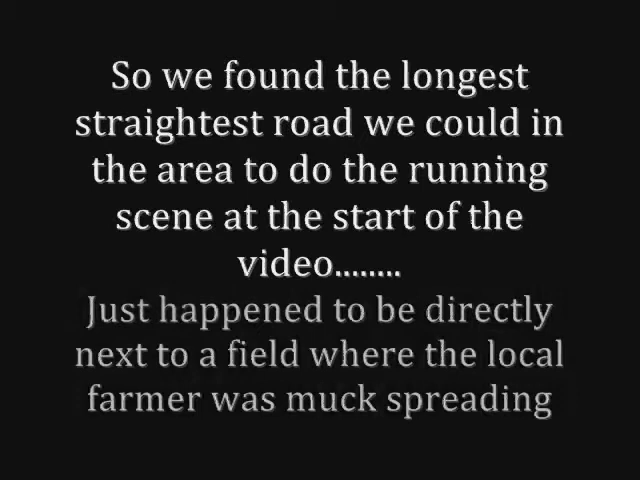 So we found the longest
straightest road we could in
the area to do the running
scene at the start of the
video........
Just happened to be directly
next to a field where the local
farmer was muck spreading